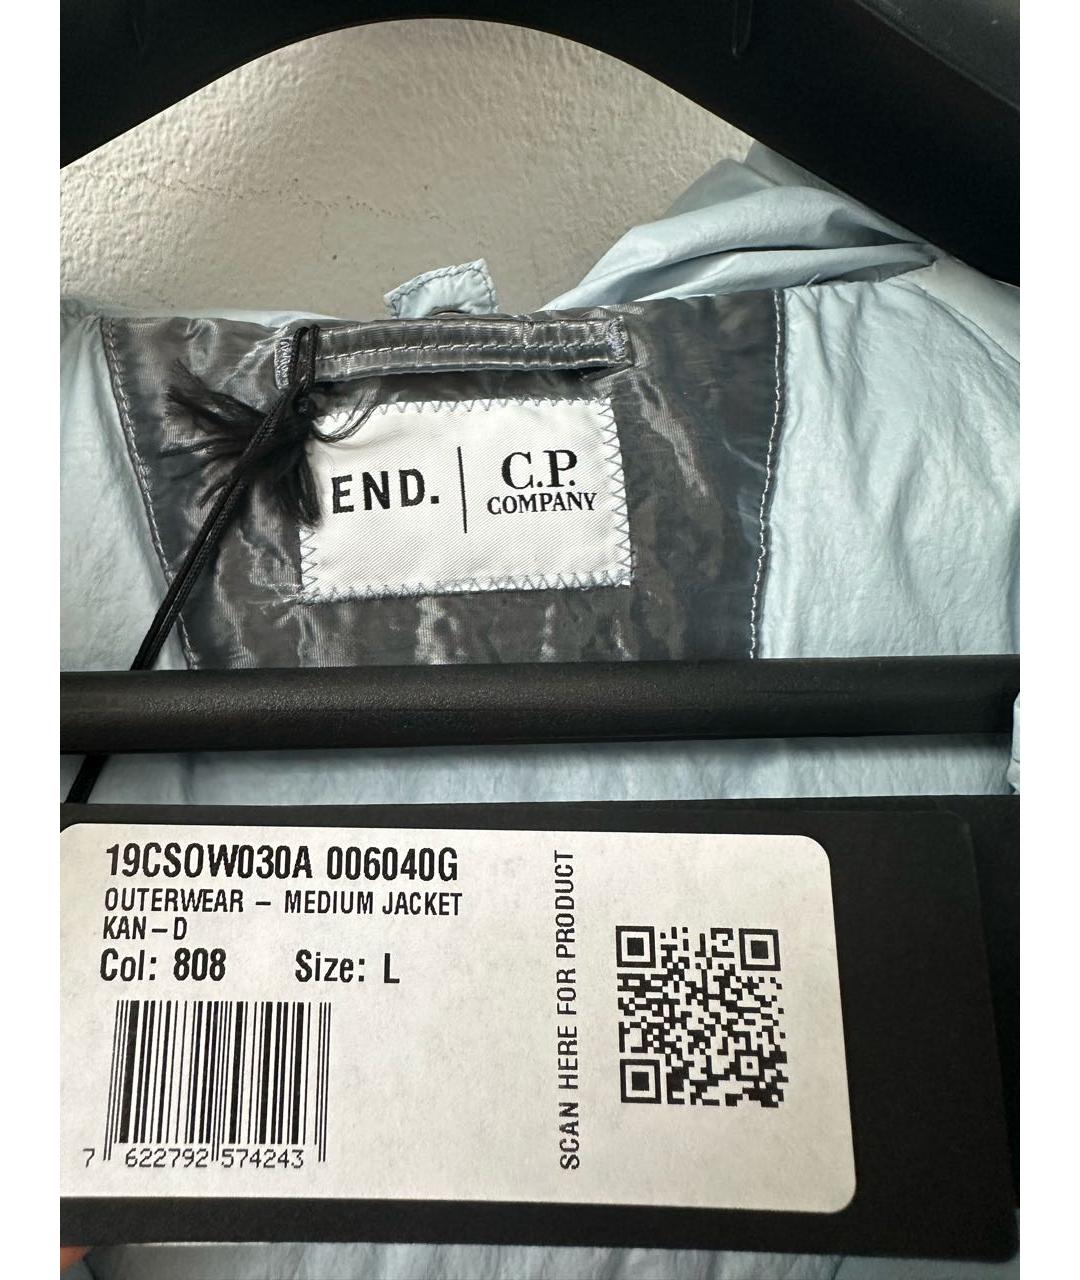 END.
C.P.
COMPANY
19CSOW030A 006040G
OUTERWEAR - MEDIUM JACKET
KAN-D
Col: 808 Size: L
7 622792 574243
SCAN HERE FOR PRODUCT